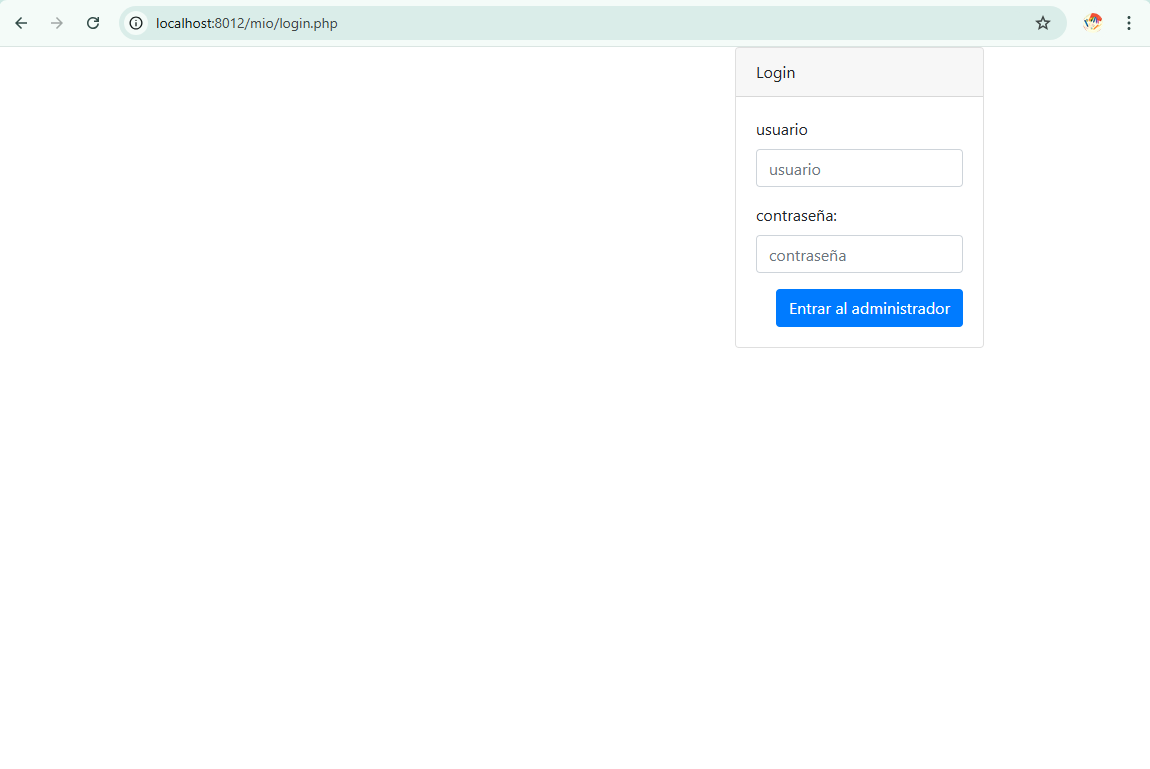 localhost:8012/mio/login.php
Login
usuario
usuario
contraseña:
contraseña
Entrar al administrador